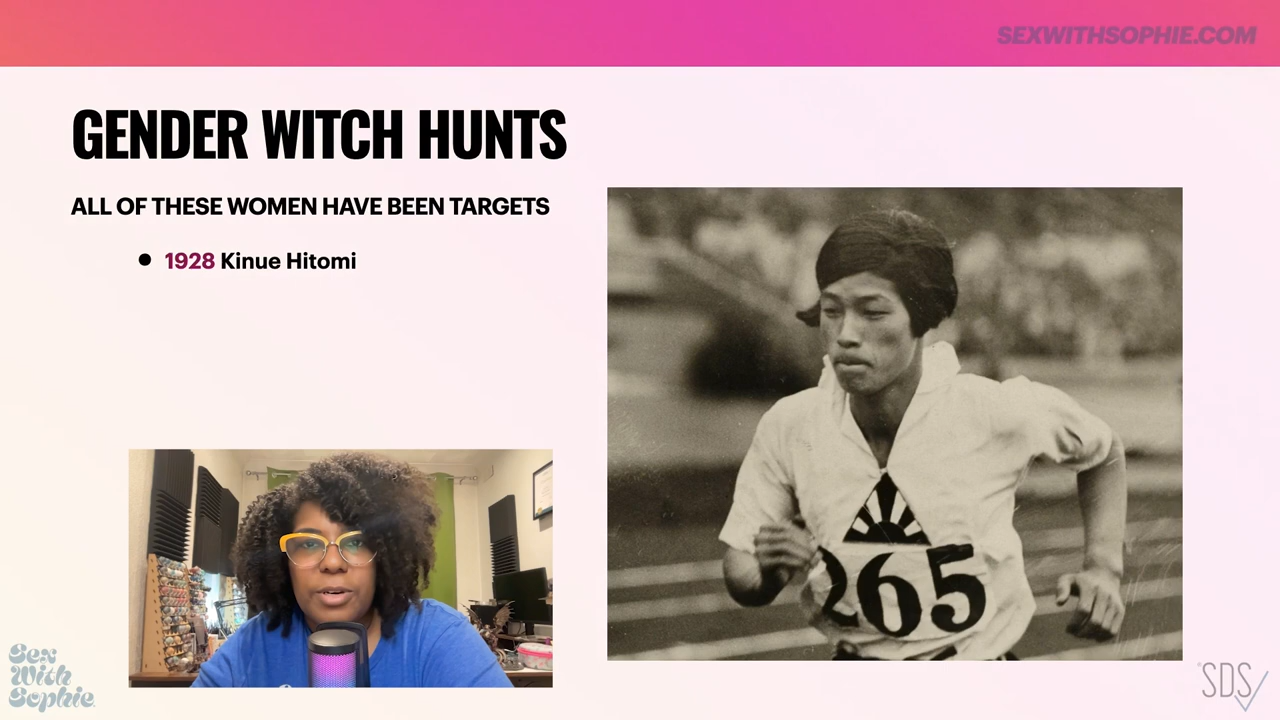 SEXWITHSOPHIE.COM
GENDER WITCH HUNTS
ALL OF THESE WOMEN HAVE BEEN TARGETS
• 1928 Kinue Hitomi
265
Sex
With
Sophie
SDS